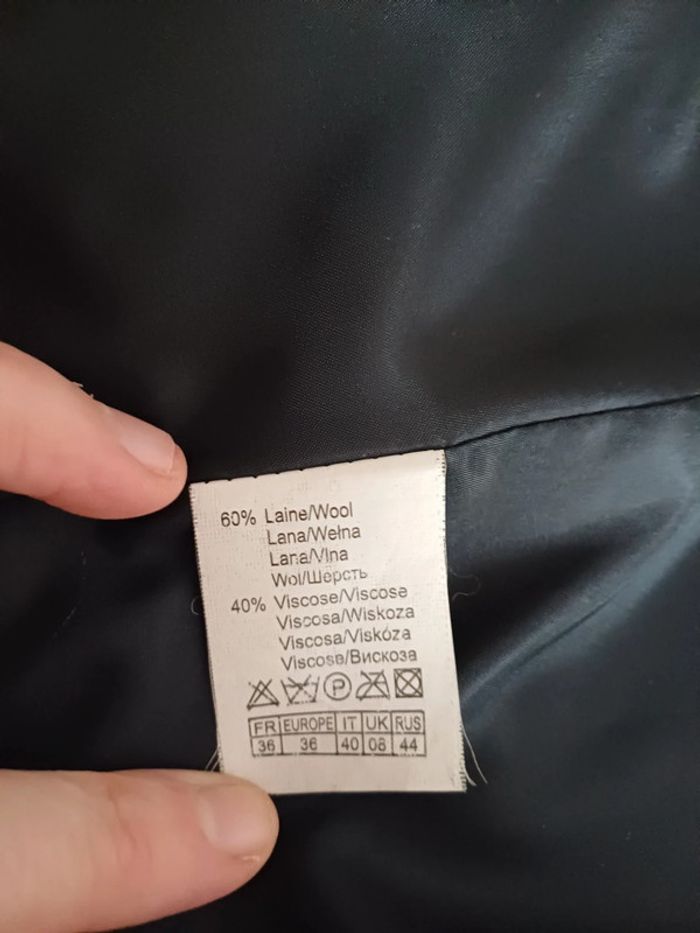 60% Laine/Wool
Lana/Wełna
Lana/Vlna
Wol/Шерсть
40% Viscose/Viscose
Viscosa/Wiskoza
Viscosa/Viskóza
Viscose/Вискоза
P
FR EUROPE IT UK RUS
36 36 40 08 44